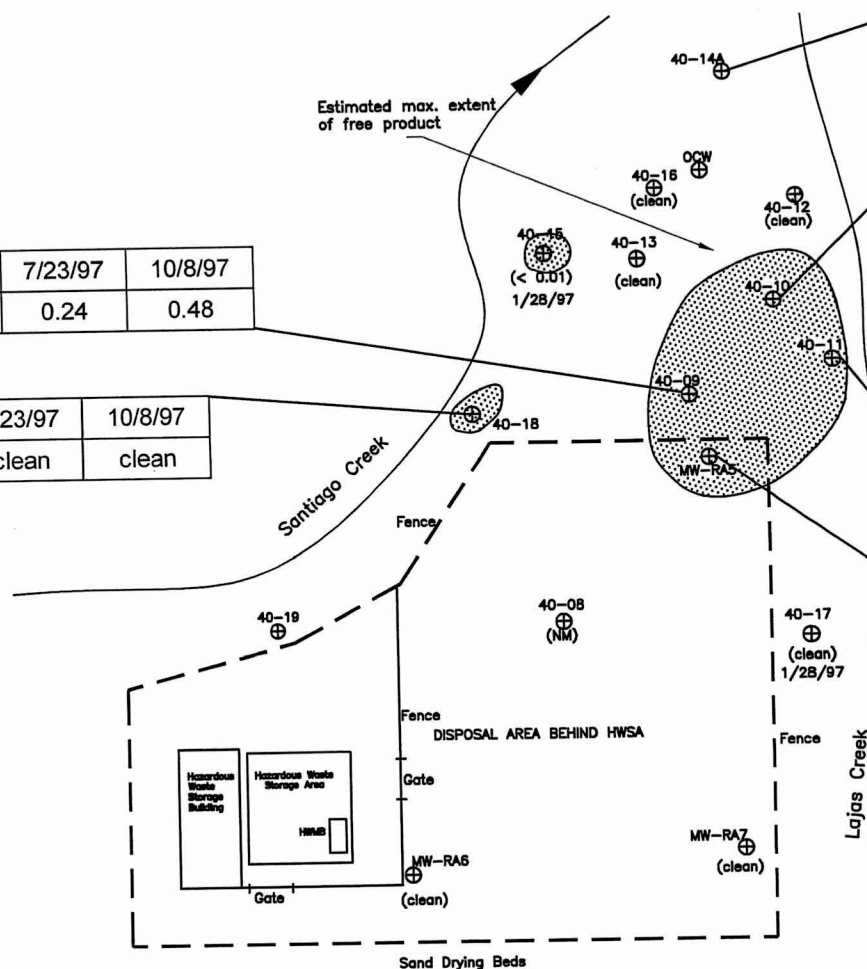 40-14A
Estimated max. extent
of free product
OCW
40-16
(clean)
40-12
(clean)
40-15
(< 0.01)
1/28/97
40-13
(clean)
7/23/97 10/8/97
0.24 0.48
40-10
40-11
40-09
23/97 10/8/97
clean clean
40-18
MW-RA5
Santiago Creek
Fence
40-19
40-08
(NM)
40-17
(clean)
1/28/97
Fence
DISPOSAL AREA BEHIND HWSA
Fence
Gate
Lajas Creek
Hazardous
Waste
Storage
Building
Hazardous Waste
Storage Area
HWMB
MW-RA6
(clean)
MW-RA7
(clean)
Gate
Sand Drying Beds